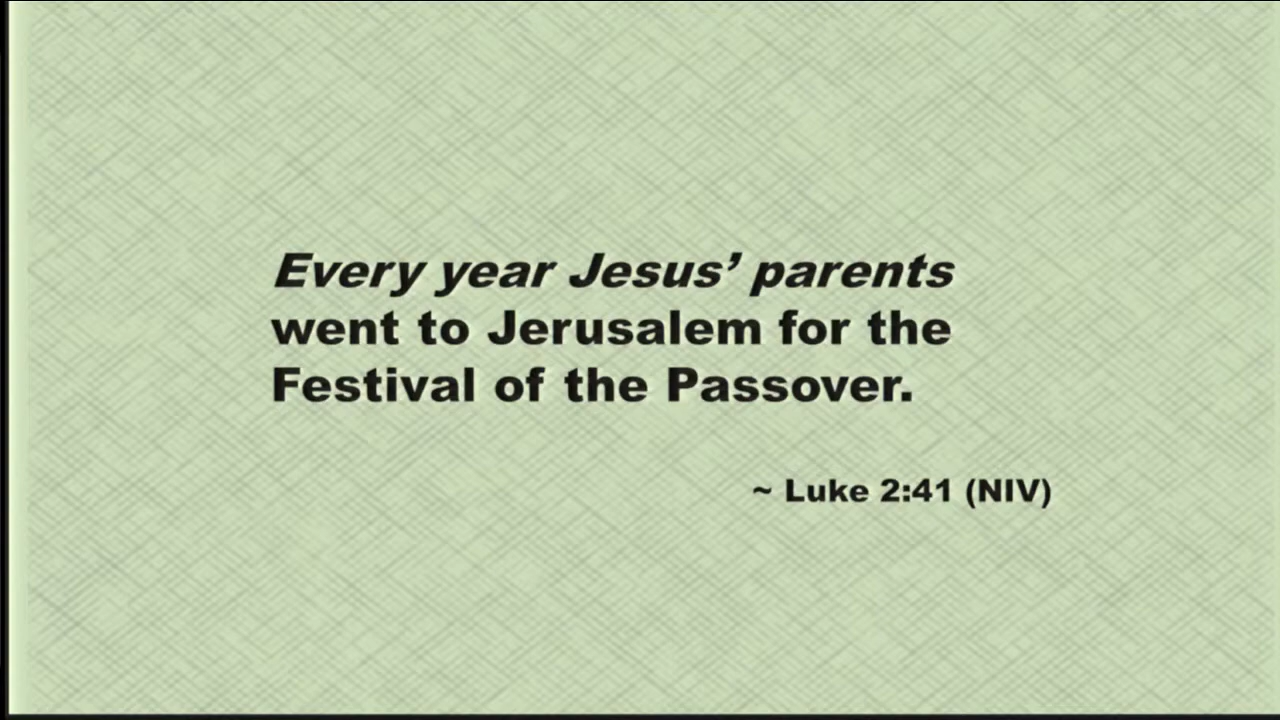 Every year Jesus’ parents
went to Jerusalem for the
Festival of the Passover.
~ Luke 2:41 (NIV)